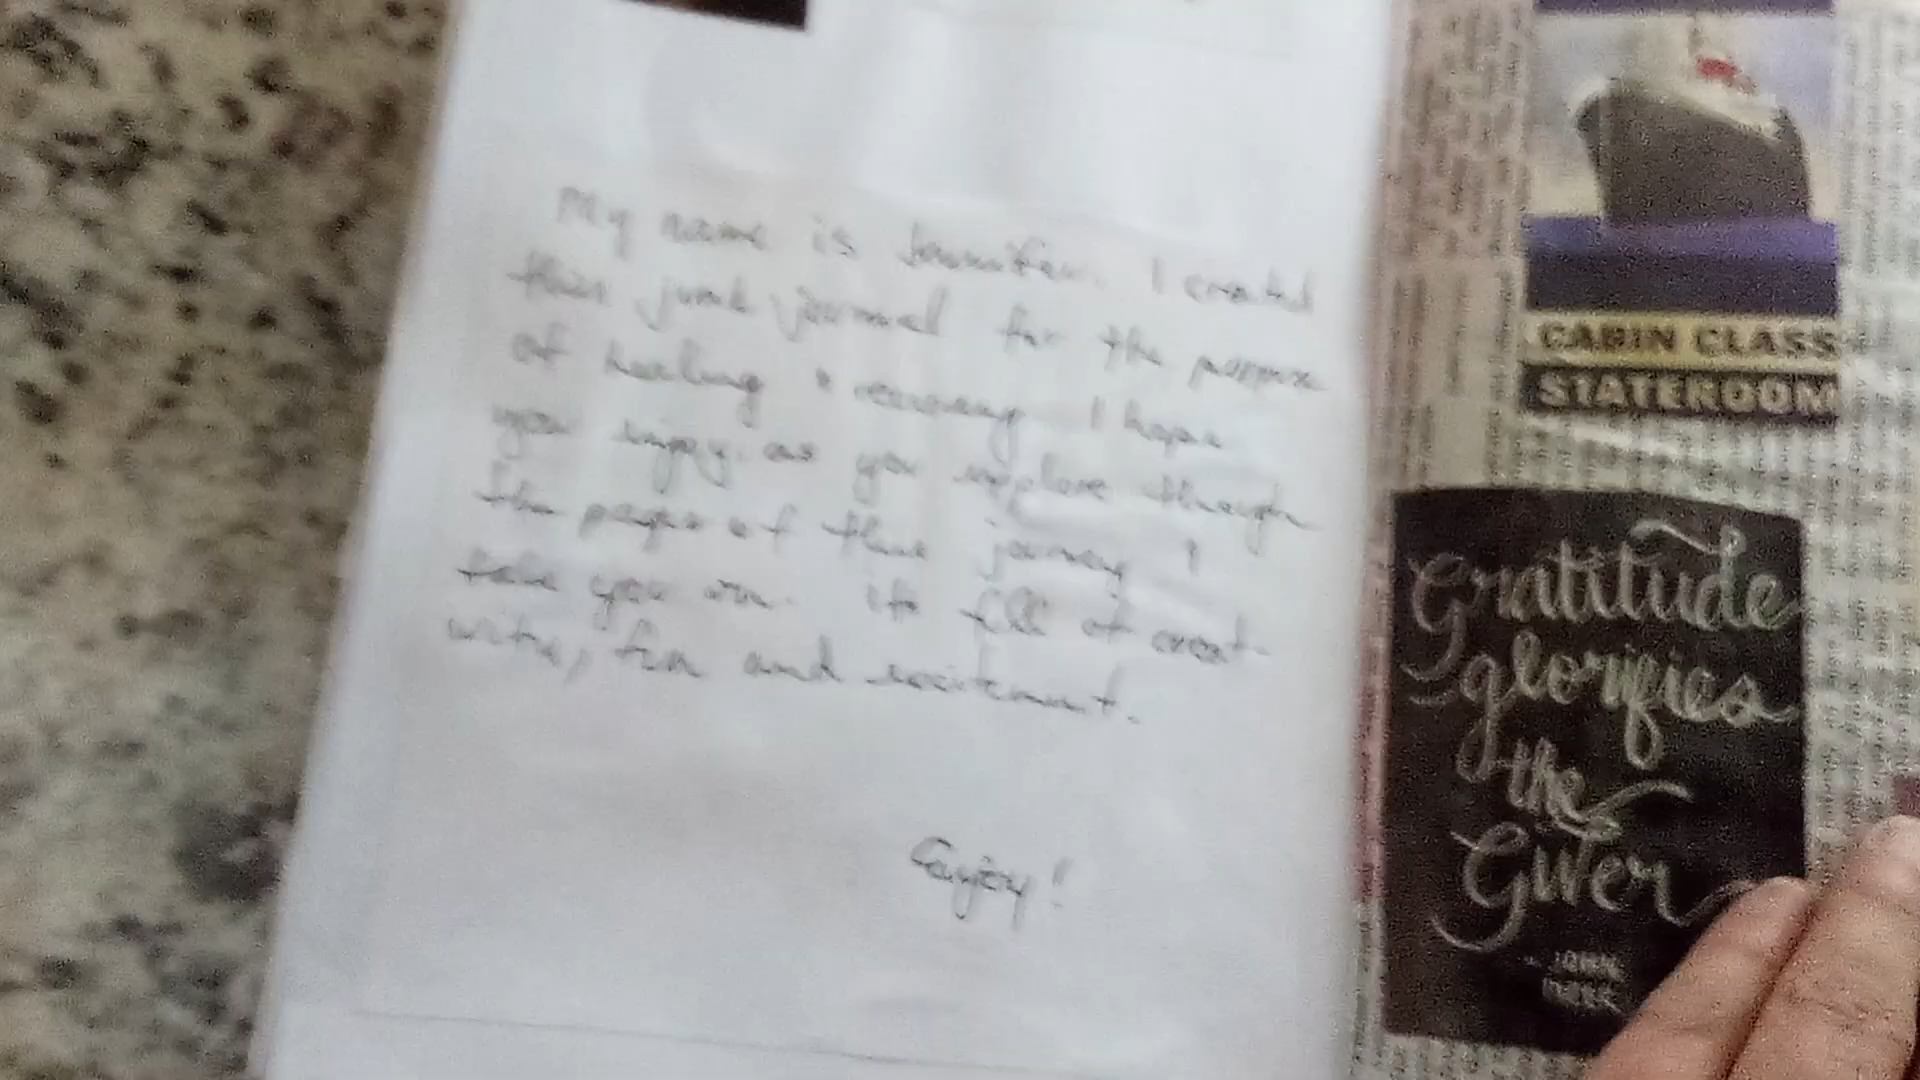 My name is Jennifer. I created
this junk journal for the purpose
of healing & recovery I hope
you enjoy as you explore through
the pages of this journey I
take you on. Its full of creat-
ivity, fun and excitement.
Enjoy!
CABIN CLASS
STATEROOM
Gratitude
glorifies
the
Giver
JOHN